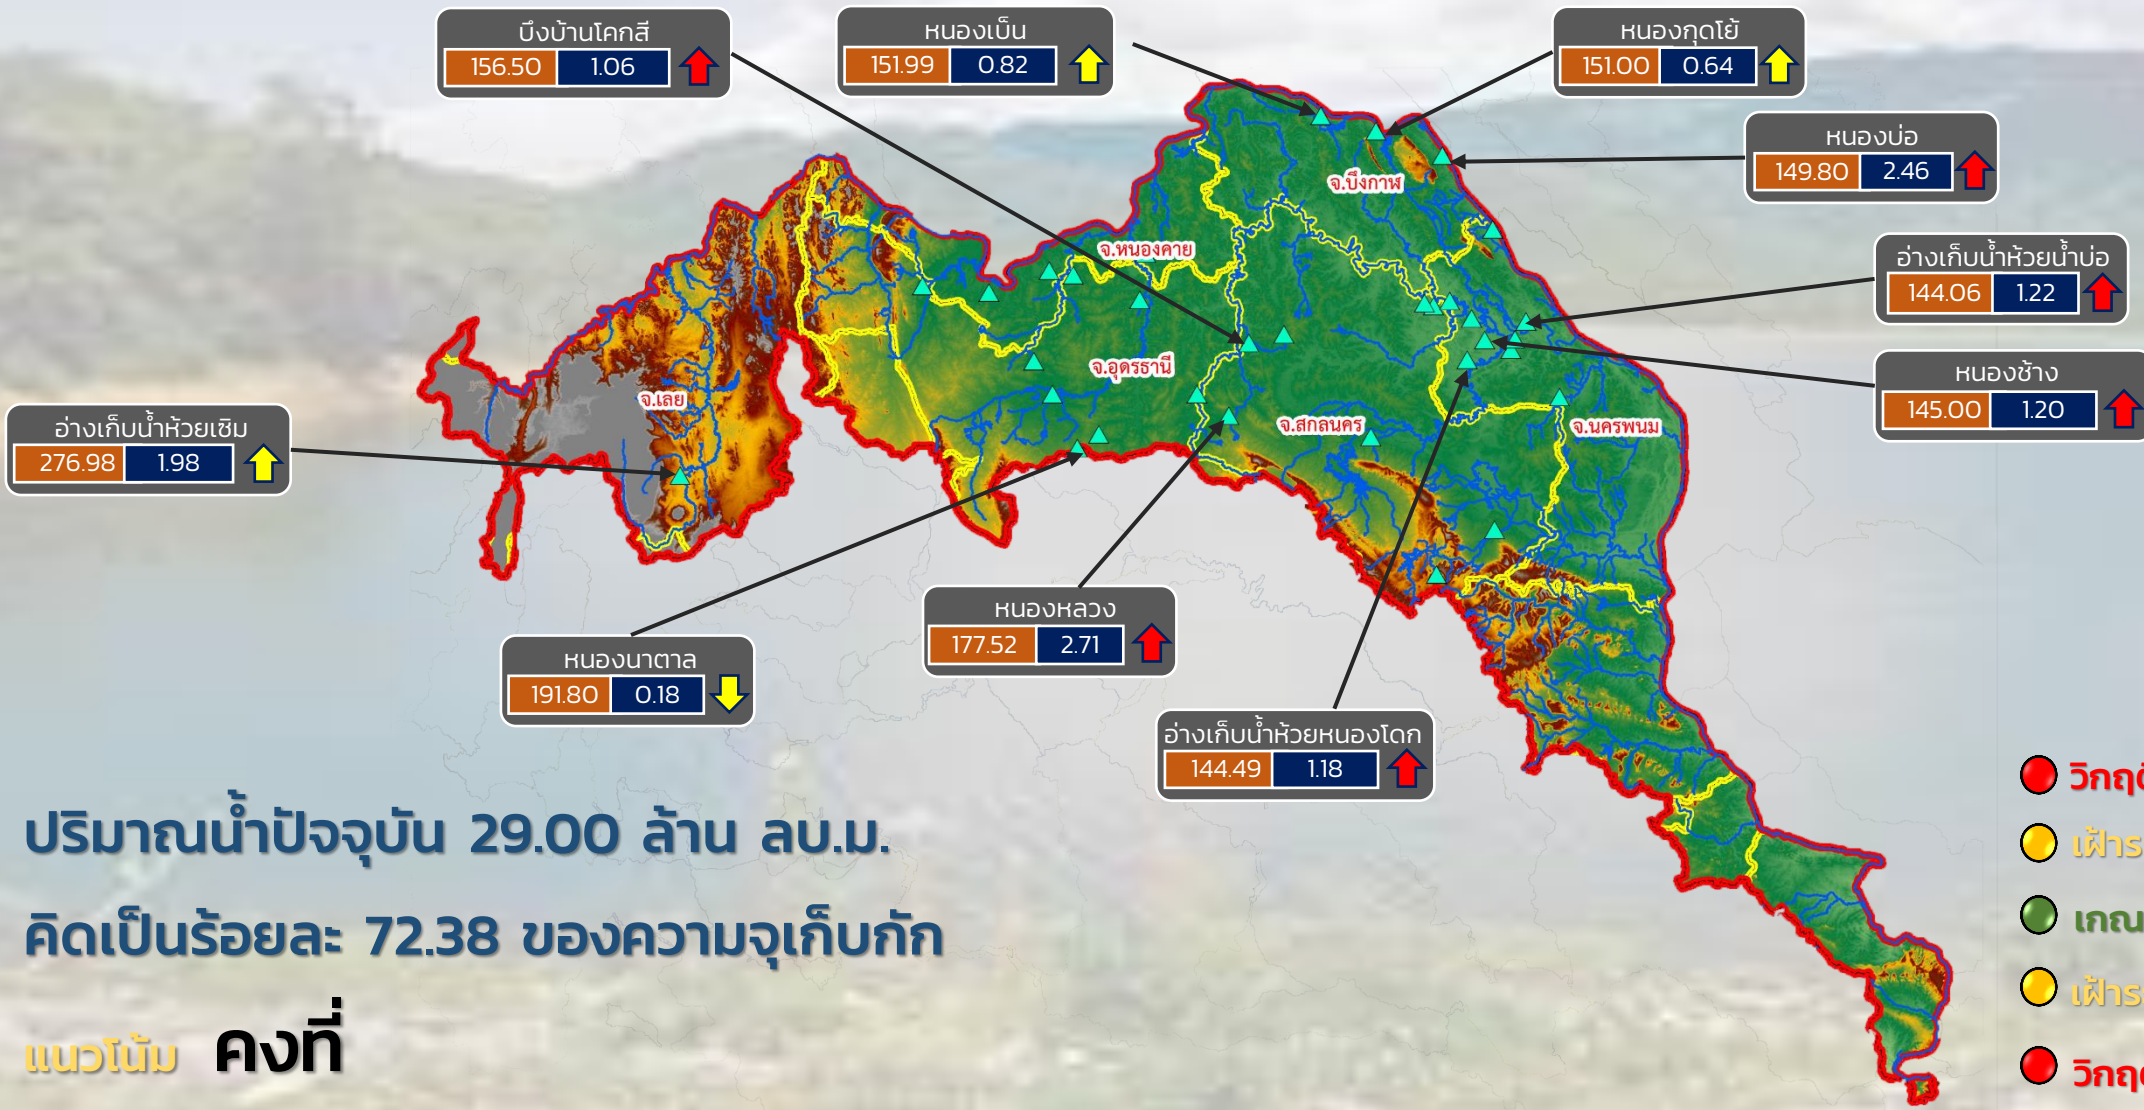 บึงบ้านโคกสี
156.50 1.06
หนองเบ็น
151.99 0.82
หนองกุดโย้
151.00 0.64
หนองบ่อ
149.80 2.46
อ่างเก็บน้ำห้วยน้ำบ่อ
144.06 1.22
หนองช้าง
145.00 1.20
จ.บึงกาฬ
จ.หนองคาย
จ.อุดรธานี
จ.เลย
จ.สกลนคร
จ.นครพนม
อ่างเก็บน้ำห้วยเซิม
276.98 1.98
หนองนาตาล
191.80 0.18
หนองหลวง
177.52 2.71
อ่างเก็บน้ำห้วยหนองโดก
144.49 1.18
ปริมาณน้ำปัจจุบัน 29.00 ล้าน ลบ.ม.
คิดเป็นร้อยละ 72.38 ของความจุเก็บกัก
แนวโน้ม คงที่